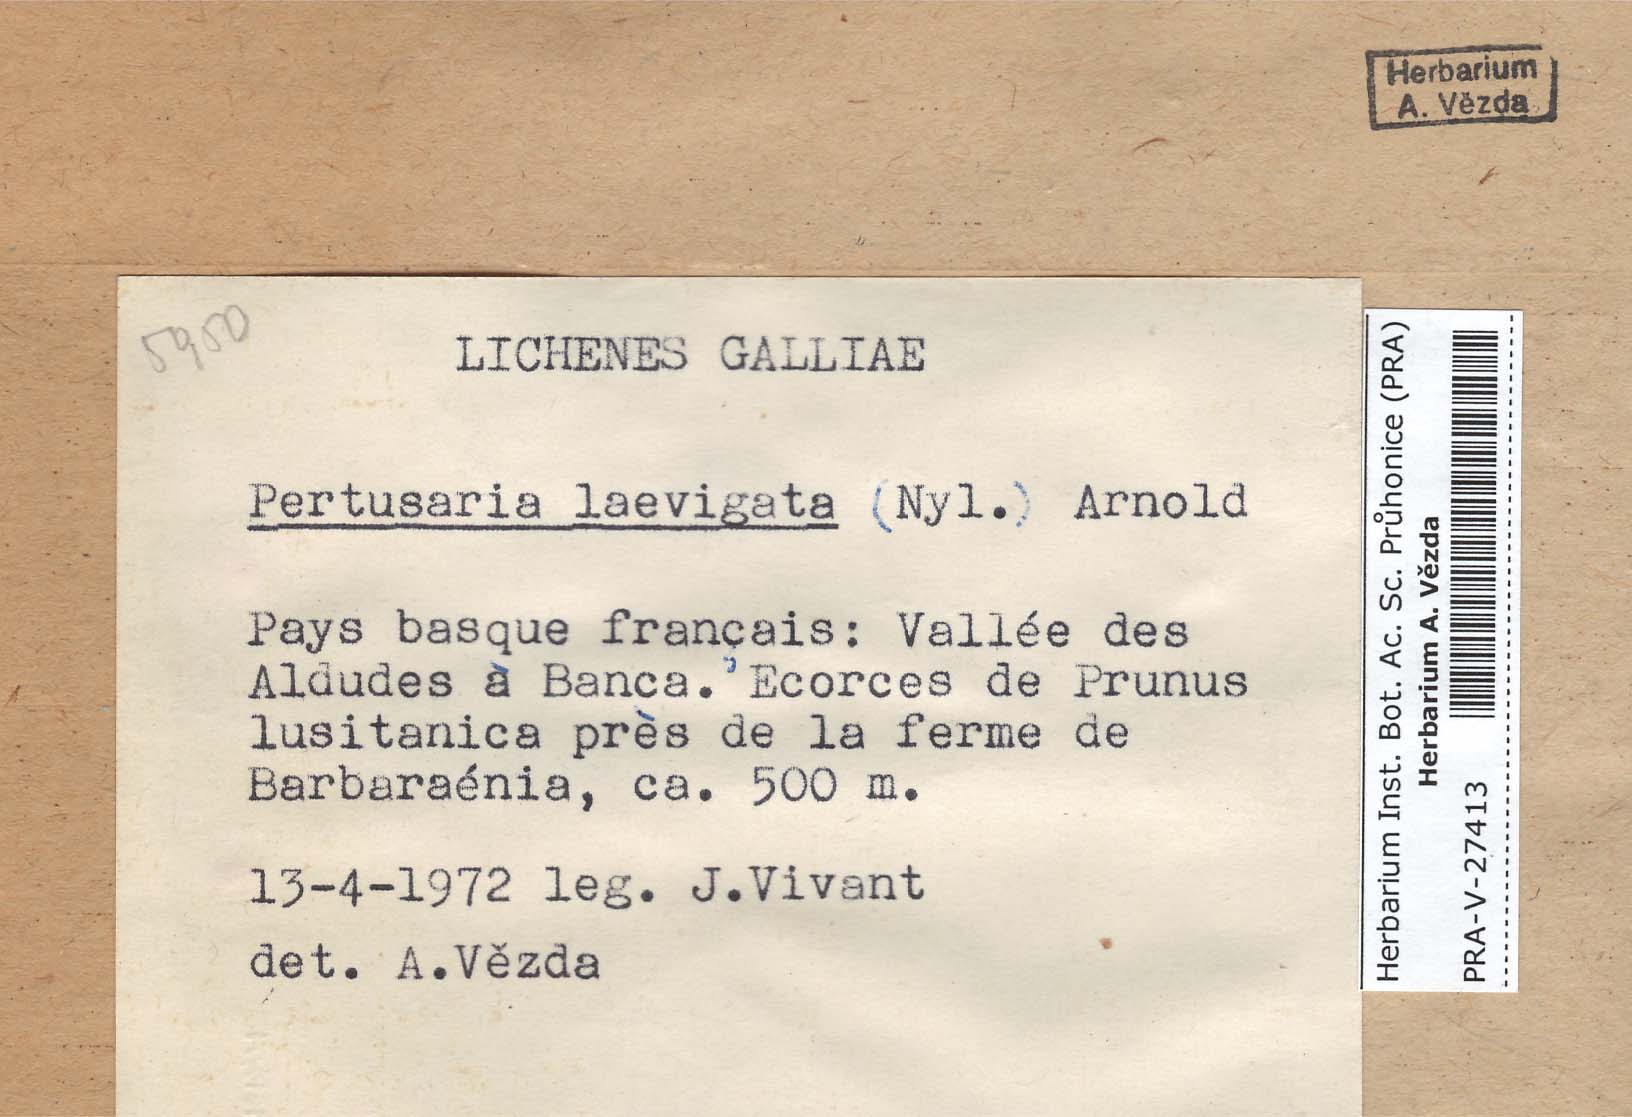 Herbarium
A. Vězda
5950
LICHENES GALLIAE
Pertusaria laevigata (Nyl.) Arnold
Pays basque français: Vallée des
Aldudes à Banca. Ecorces de Prunus
lusitanica près de la ferme de
Barbaraénia, ca. 500 m.
13-4-1972 leg. J.Vivant
det. A.Vězda
Herbarium Inst. Bot. Ac. Sc. Průhonice (PRA)
Herbarium A. Vězda
PRA-V-27413